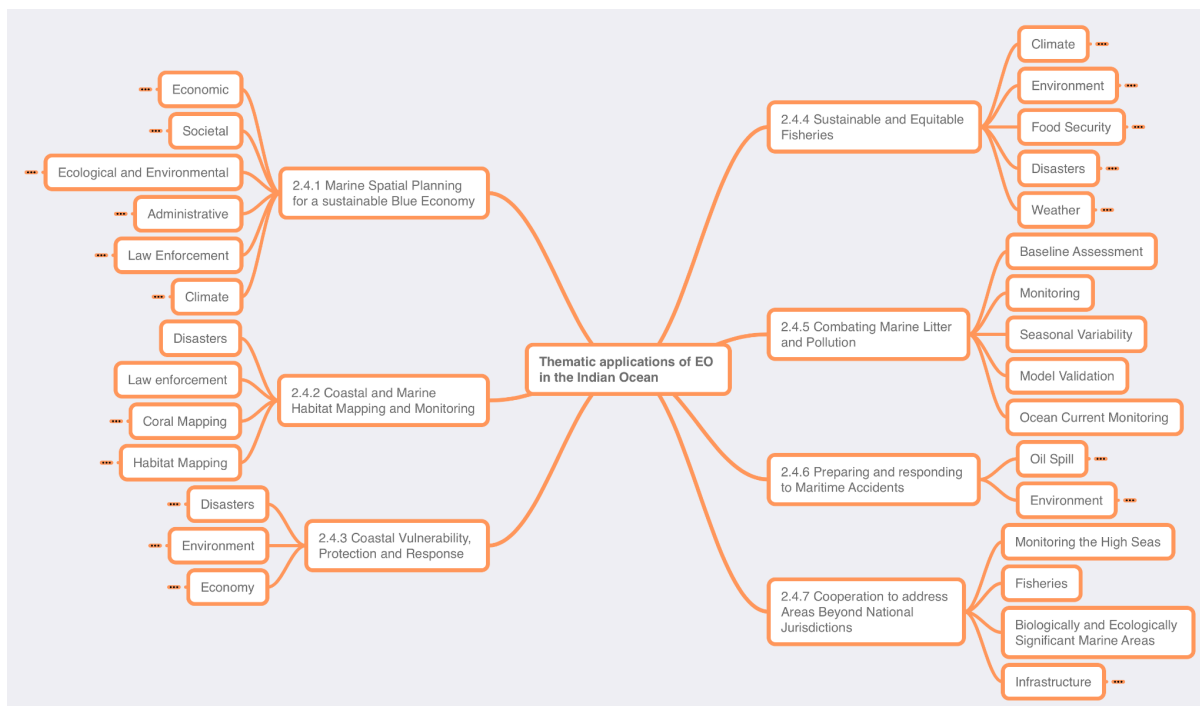 Thematic applications of EO
in the Indian Ocean
2.4.1 Marine Spatial Planning
for a sustainable Blue Economy
Economic
Societal
Ecological and Environmental
Administrative
Law Enforcement
Climate
2.4.2 Coastal and Marine
Habitat Mapping and Monitoring
Disasters
Law enforcement
Coral Mapping
Habitat Mapping
2.4.3 Coastal Vulnerability,
Protection and Response
Disasters
Environment
Economy
2.4.4 Sustainable and Equitable
Fisheries
Climate
Environment
Food Security
Disasters
Weather
2.4.5 Combating Marine Litter
and Pollution
Baseline Assessment
Monitoring
Seasonal Variability
Model Validation
Ocean Current Monitoring
2.4.6 Preparing and responding
to Maritime Accidents
Oil Spill
Environment
2.4.7 Cooperation to address
Areas Beyond National
Jurisdictions
Monitoring the High Seas
Fisheries
Biologically and Ecologically
Significant Marine Areas
Infrastructure